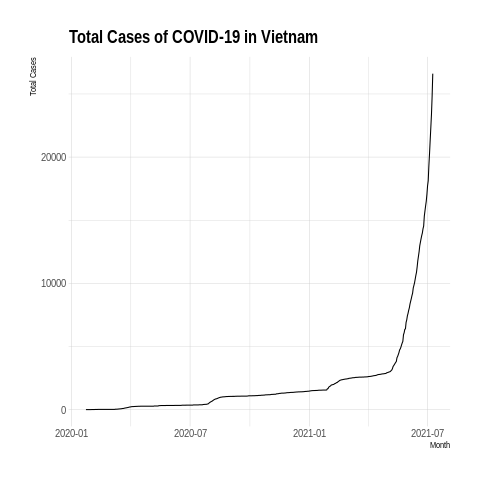 Total Cases of COVID-19 in Vietnam
Total Cases
20000
10000
0
2020-01
2020-07
2021-01
2021-07
Month